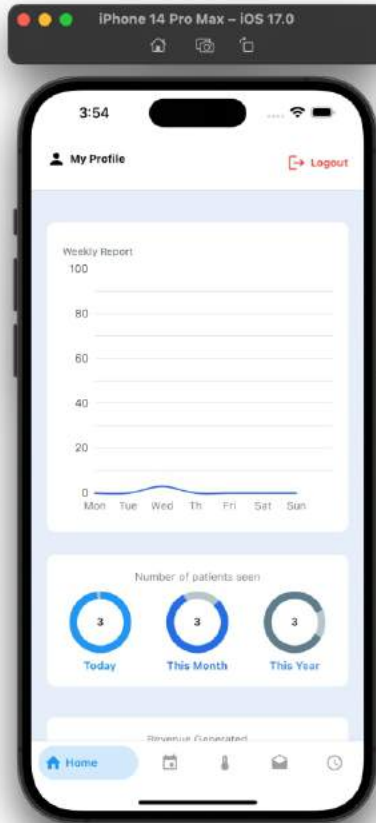 iPhone 14 Pro Max – iOS 17.0
3:54
My Profile
Logout
Weekly Report
100
80
60
40
20
0
Mon Tue Wed Th Fri Sat Sun
Number of patients seen
3 3 3
Today This Month This Year
Revenue Generated
Home